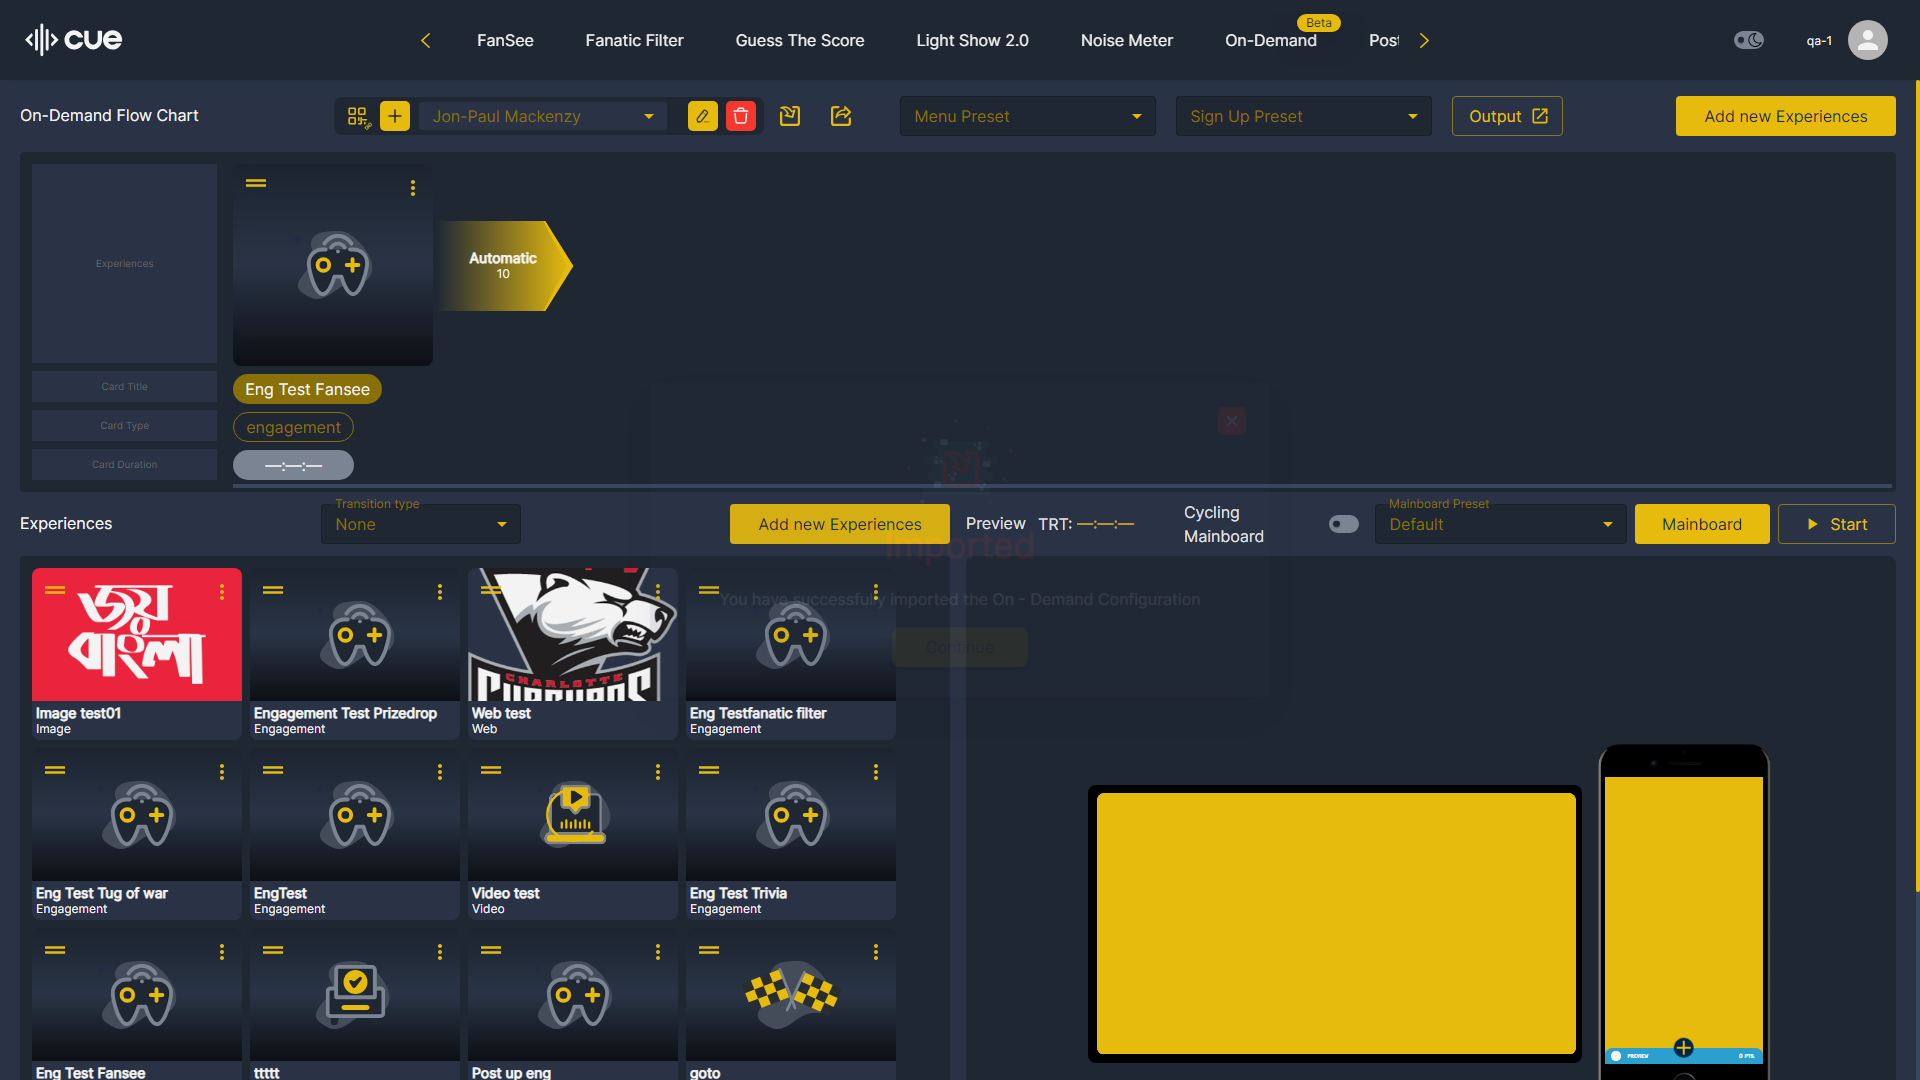 cue
FanSee
Fanatic Filter
Guess The Score
Light Show 2.0
Noise Meter
Beta
On-Demand
Post
qa-1
On-Demand Flow Chart
Jon-Paul Mackenzy
Menu Preset
Sign Up Preset
Output
Add new Experiences
Experiences
Automatic
10
Card Title
Eng Test Fansee
Card Type
engagement
Card Duration
—:—:—
Experiences
Transition type
None
Add new Experiences
Preview
TRT: —:—:—
Cycling
Mainboard
Mainboard Preset
Default
Mainboard
Start
Imported
You have successfully imported the On - Demand Configuration
Continue
জয়
বাংলা
Image test01
Image
Engagement Test Prizedrop
Engagement
CHARLOTTE
Web test
Web
Eng Testfanatic filter
Engagement
Eng Test Tug of war
Engagement
EngTest
Engagement
Video test
Video
Eng Test Trivia
Engagement
Eng Test Fansee
ttttt
Post up eng
goto
PREVIEW
0 PTS.